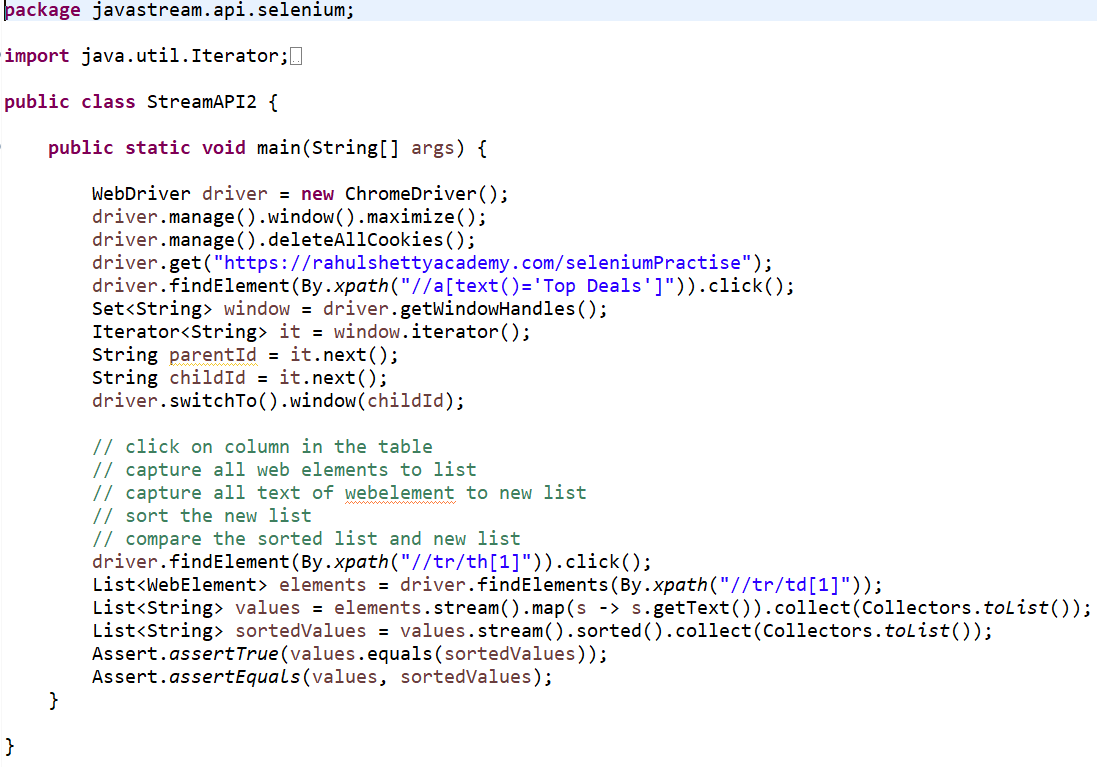 package javastream.api.selenium;
import java.util.Iterator;
public class StreamAPI2 {
public static void main(String[] args) {
WebDriver driver = new ChromeDriver();
driver.manage().window().maximize();
driver.manage().deleteAllCookies();
driver.get("https://rahulshettyacademy.com/seleniumPractise");
driver.findElement(By.xpath("//a[text()='Top Deals']")).click();
Set<String> window = driver.getWindowHandles();
Iterator<String> it = window.iterator();
String parentId = it.next();
String childId = it.next();
driver.switchTo().window(childId);
// click on column in the table
// capture all web elements to list
// capture all text of webelement to new list
// sort the new list
// compare the sorted list and new list
driver.findElement(By.xpath("//tr/th[1]")).click();
List<WebElement> elements = driver.findElements(By.xpath("//tr/td[1]"));
List<String> values = elements.stream().map(s -> s.getText()).collect(Collectors.toList());
List<String> sortedValues = values.stream().sorted().collect(Collectors.toList());
Assert.assertTrue(values.equals(sortedValues));
Assert.assertEquals(values, sortedValues);
}
}